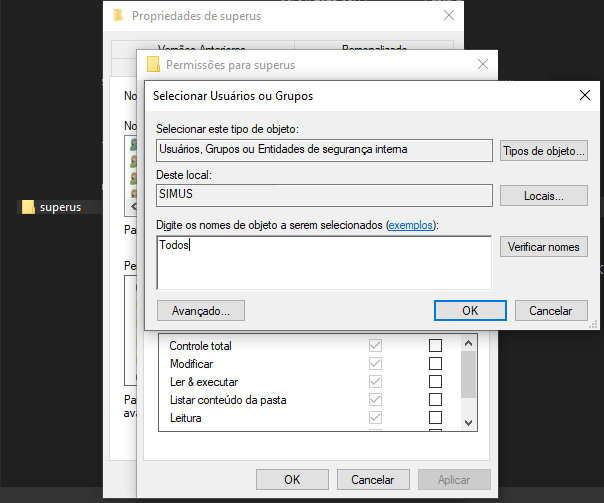 Propriedades de superus
Versões Anteriores
Personalizado
Permissões para superus
Selecionar Usuários ou Grupos
Selecionar este tipo de objeto:
Usuários, Grupos ou Entidades de segurança interna
Tipos de objeto...
Deste local:
SIMUS
Locais...
Digite os nomes de objeto a serem selecionados (exemplos):
Todos
Verificar nomes
Avançado...
OK
Cancelar
superus
No
No
Pa
Pe
Pa
ava
Controle total
Modificar
Ler & executar
Listar conteúdo da pasta
Leitura
OK
Cancelar
Aplicar